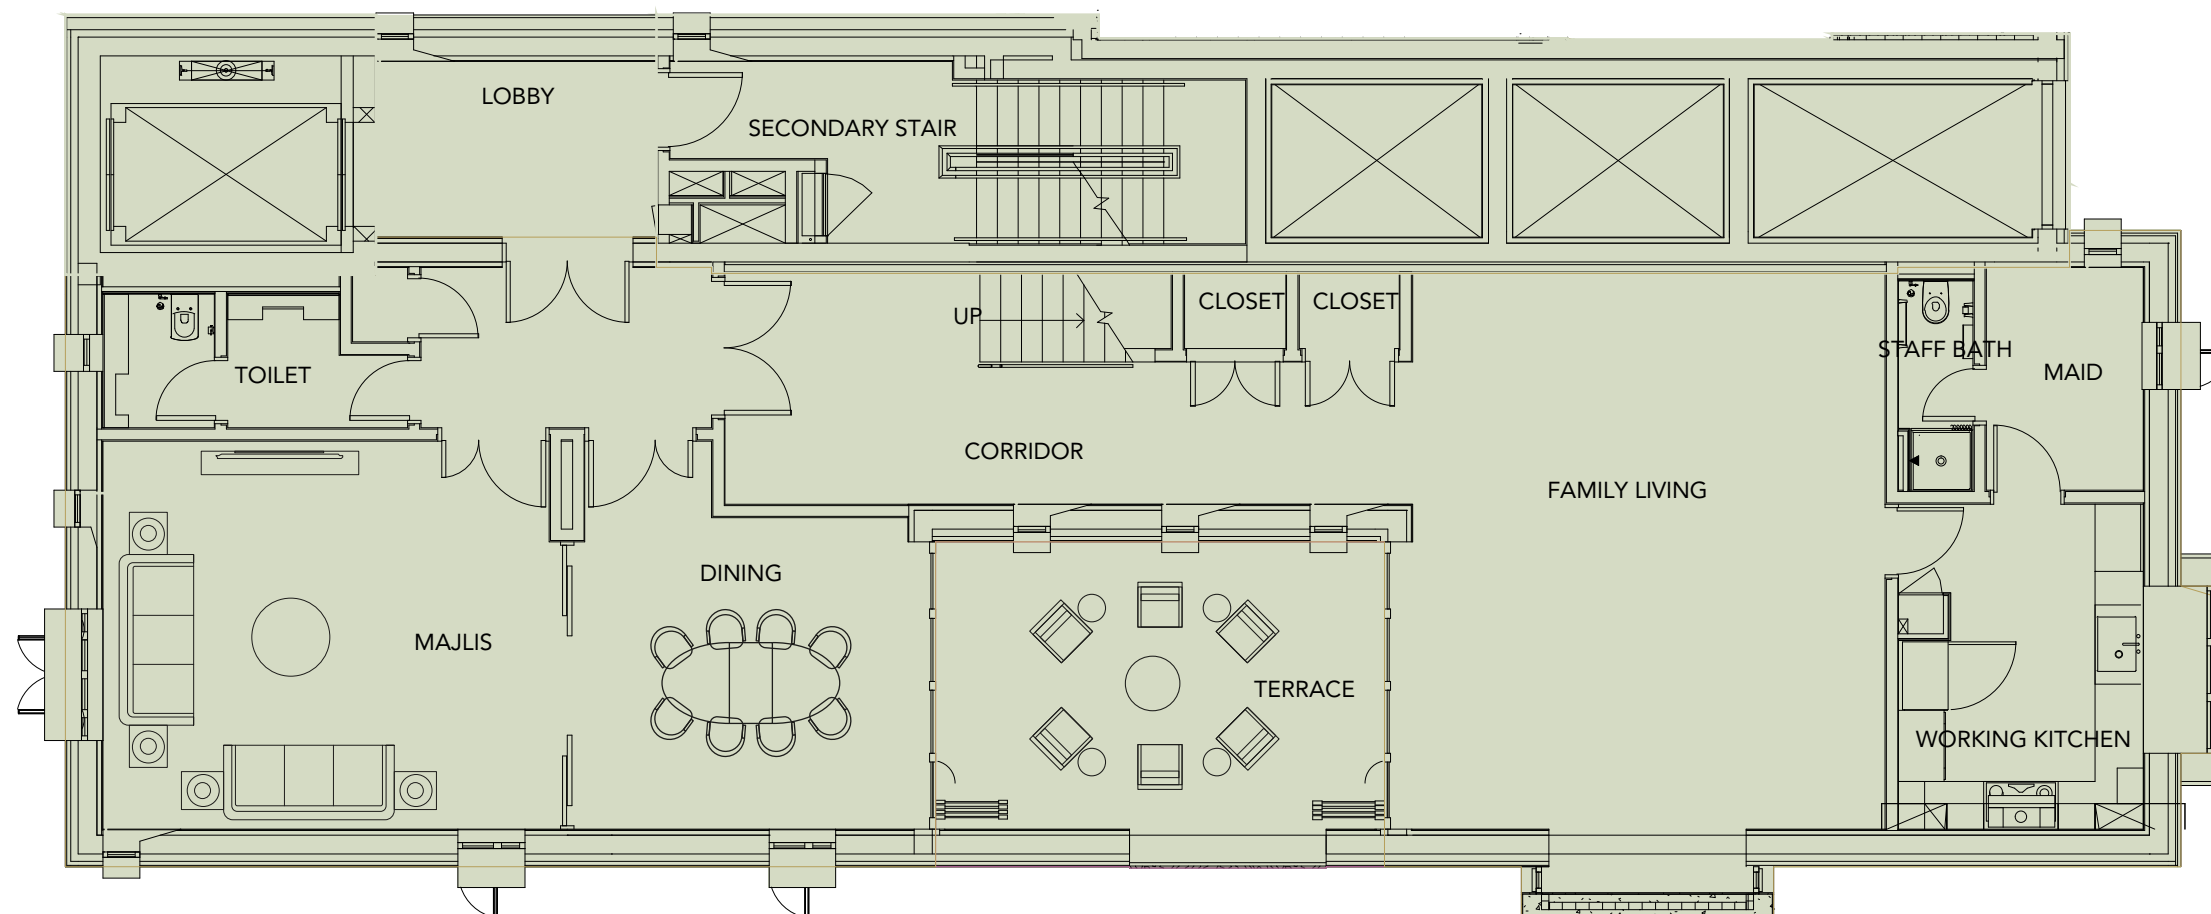 LOBBY
SECONDARY STAIR
UP
CLOSET
CLOSET
STAFF BATH
MAID
TOILET
CORRIDOR
FAMILY LIVING
DINING
MAJLIS
TERRACE
WORKING KITCHEN